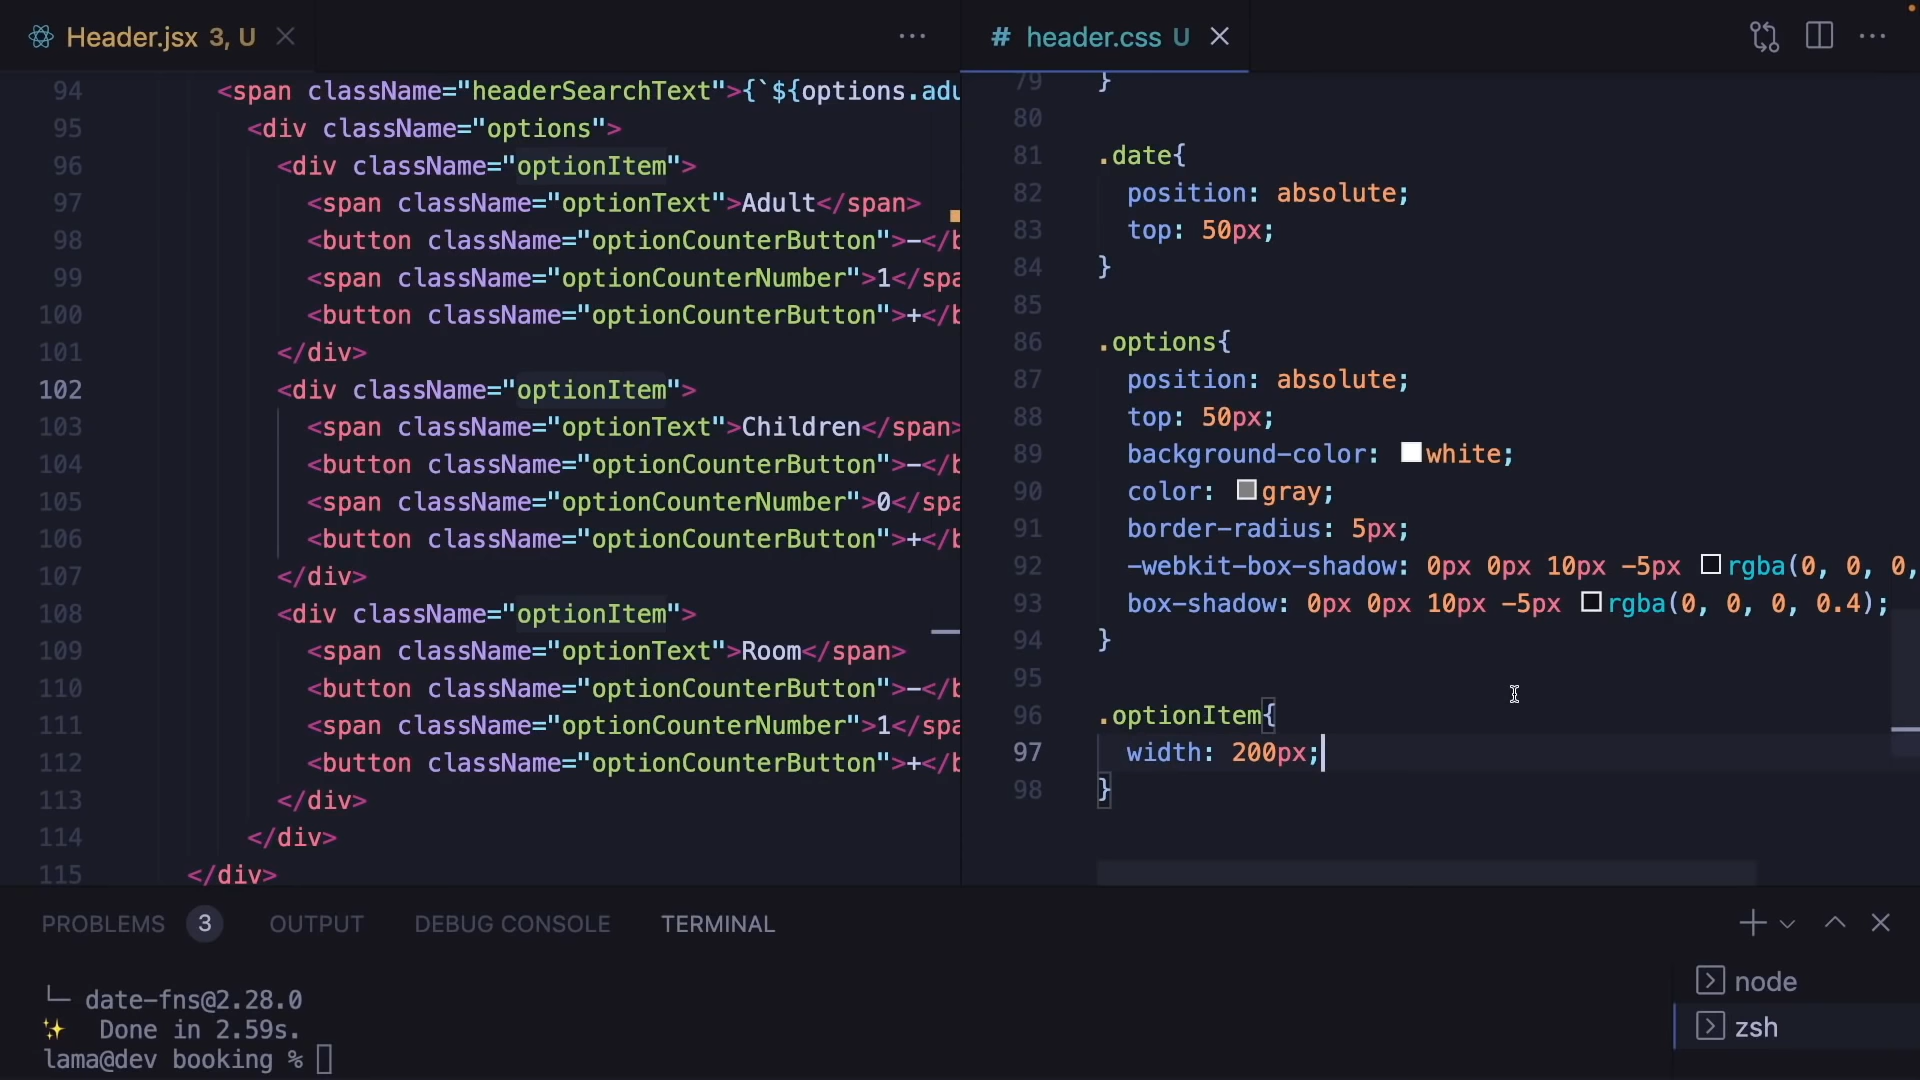 Header.jsx 3, U
94 <span className="headerSearchText">{`${options.adu
95 <div className="options">
96 <div className="optionItem">
97 <span className="optionText">Adult</span>
98 <button className="optionCounterButton">-</b
99 <span className="optionCounterNumber">1</spa
100 <button className="optionCounterButton">+</b
101 </div>
102 <div className="optionItem">
103 <span className="optionText">Children</span>
104 <button className="optionCounterButton">-</b
105 <span className="optionCounterNumber">0</spa
106 <button className="optionCounterButton">+</b
107 </div>
108 <div className="optionItem">
109 <span className="optionText">Room</span>
110 <button className="optionCounterButton">-</b
111 <span className="optionCounterNumber">1</spa
112 <button className="optionCounterButton">+</b
113 </div>
114 </div>
115 </div>
# header.css U
79 }
80
81 .date{
82 position: absolute;
83 top: 50px;
84 }
85
86 .options{
87 position: absolute;
88 top: 50px;
89 background-color: white;
90 color: gray;
91 border-radius: 5px;
92 -webkit-box-shadow: 0px 0px 10px -5px rgba(0, 0, 0,
93 box-shadow: 0px 0px 10px -5px rgba(0, 0, 0, 0.4);
94 }
95
96 .optionItem{
97 width: 200px;
98 }
PROBLEMS 3 OUTPUT DEBUG CONSOLE TERMINAL
└─ date-fns@2.28.0
✨ Done in 2.59s.
lama@dev booking %
node
zsh